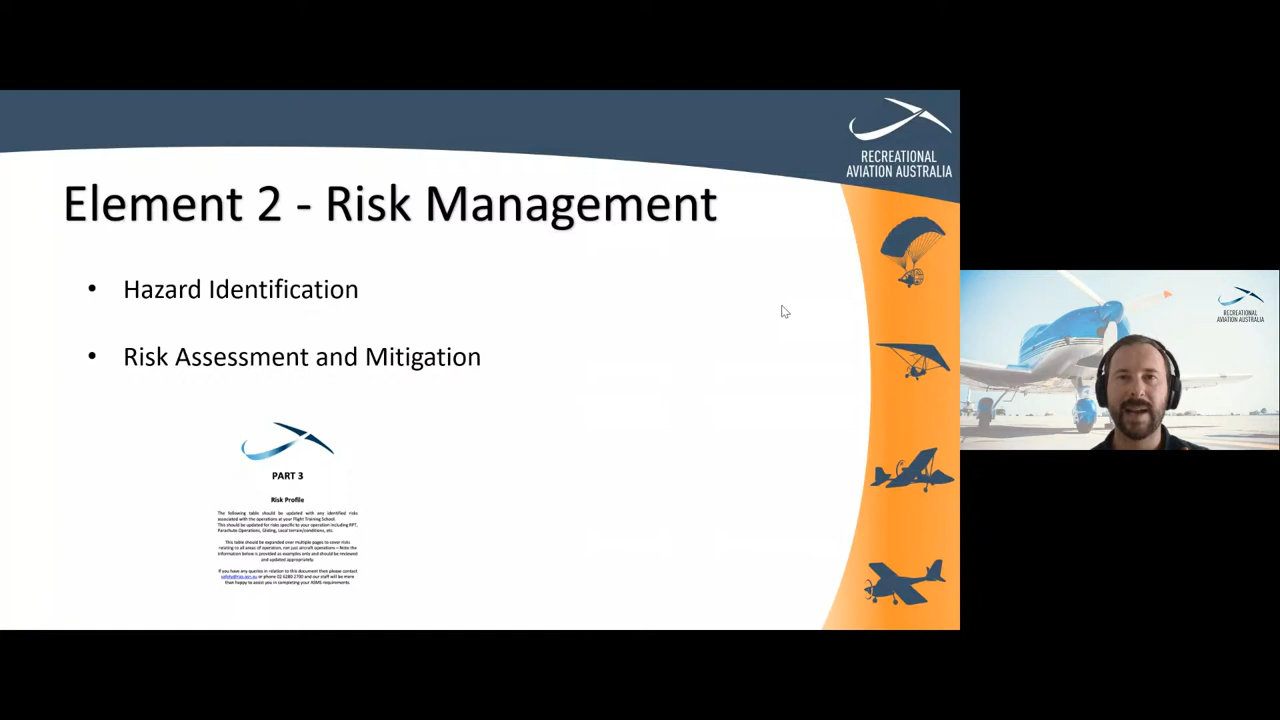 RECREATIONAL
AVIATION AUSTRALIA
Element 2 - Risk Management
• Hazard Identification
• Risk Assessment and Mitigation
PART 3
Risk Profile
The following table should be updated with any identified risks
associated with the operations at your Flight Training School.
This should be updated for risks specific to your operation including RPT,
Parachute Operations, Gliding, Local terrain/conditions, etc.
This table should be expanded over multiple pages to cover risks
relating to all areas of operation, not just aircraft operations – Note the
information below is provided as examples only and should be reviewed
and updated appropriately.
If you have any queries in relation to this document then please contact
safety@raa.asn.au or phone 02 6280 2700 and our staff will be more
than happy to assist you in completing your ASMS requirements.
RECREATIONAL
AVIATION AUSTRALIA